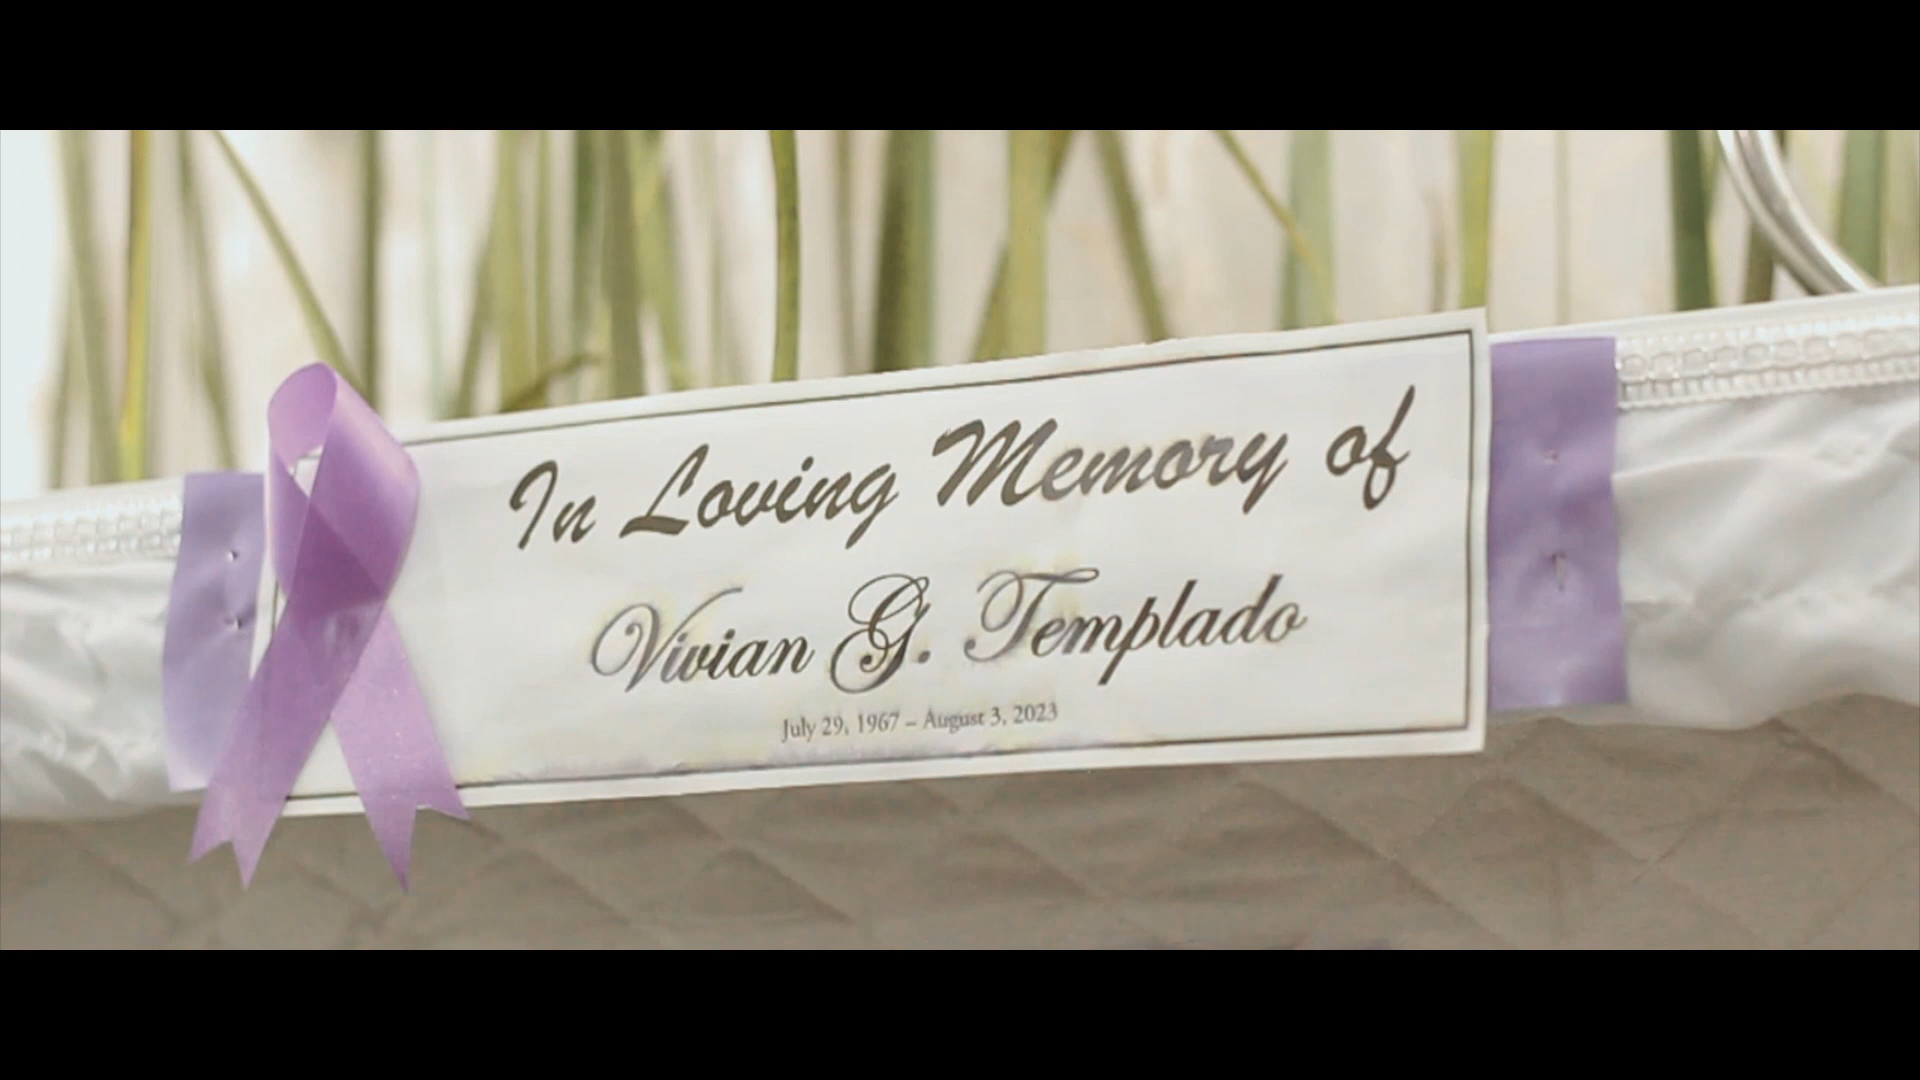 In Loving Memory of
Vivian G. Templado
July 29, 1967 – August 3, 2023